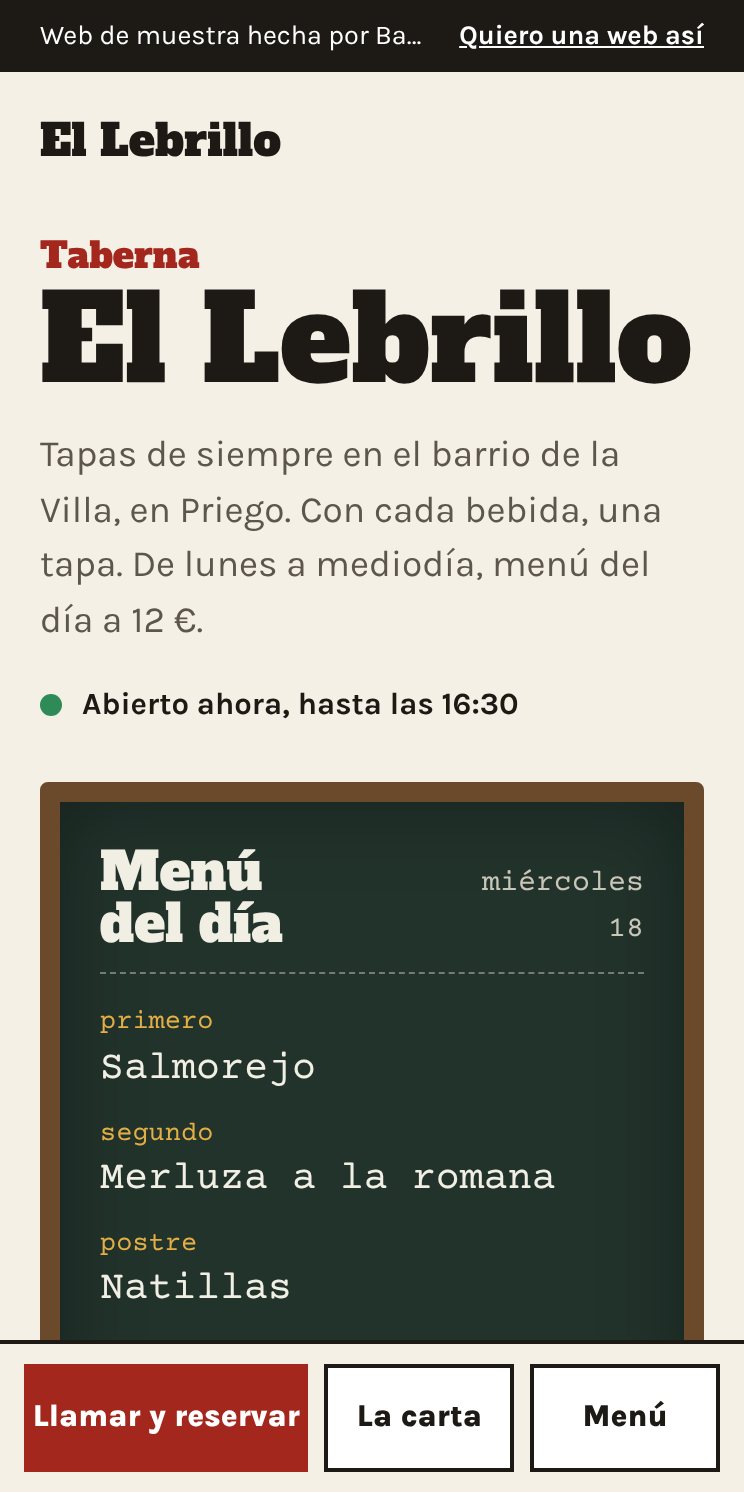 Web de muestra hecha por Ba... Quiero una web así
El Lebrillo
Taberna
El Lebrillo
Tapas de siempre en el barrio de la
Villa, en Priego. Con cada bebida, una
tapa. De lunes a mediodía, menú del
día a 12 €.
Abierto ahora, hasta las 16:30
Menú
del día
miércoles
18
primero
Salmorejo
segundo
Merluza a la romana
postre
Natillas
Llamar y reservar La carta Menú